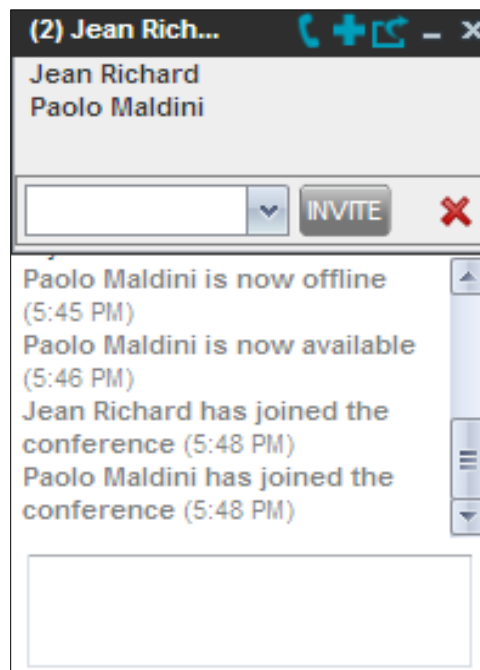 (2) Jean Rich...
Jean Richard
Paolo Maldini
INVITE
Paolo Maldini is now offline
(5:45 PM)
Paolo Maldini is now available
(5:46 PM)
Jean Richard has joined the
conference (5:48 PM)
Paolo Maldini has joined the
conference (5:48 PM)